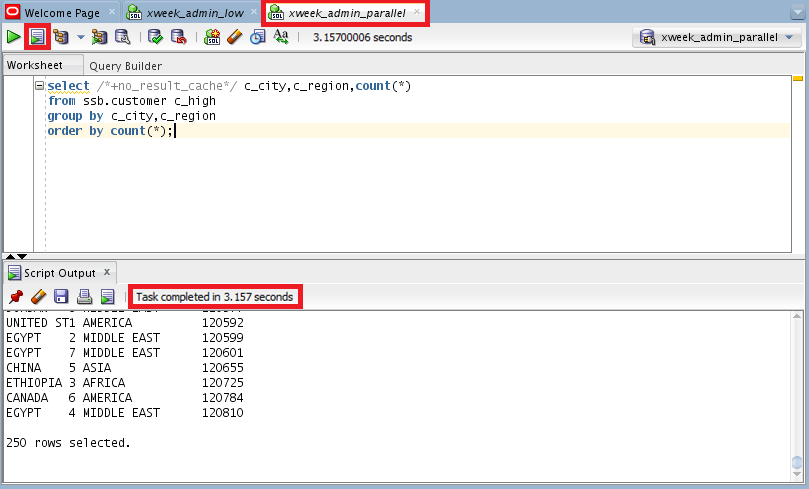 Welcome Page × xweek_admin_low × xweek_admin_parallel ×
3.15700006 seconds xweek_admin_parallel
Worksheet Query Builder
select /*+no_result_cache*/ c_city,c_region,count(*)
from ssb.customer c_high
group by c_city,c_region
order by count(*);
Script Output x
Task completed in 3.157 seconds
UNITED ST1 AMERICA 120592
EGYPT 2 MIDDLE EAST 120599
EGYPT 7 MIDDLE EAST 120601
CHINA 5 ASIA 120655
ETHIOPIA 3 AFRICA 120725
CANADA 6 AMERICA 120784
EGYPT 4 MIDDLE EAST 120810
250 rows selected.